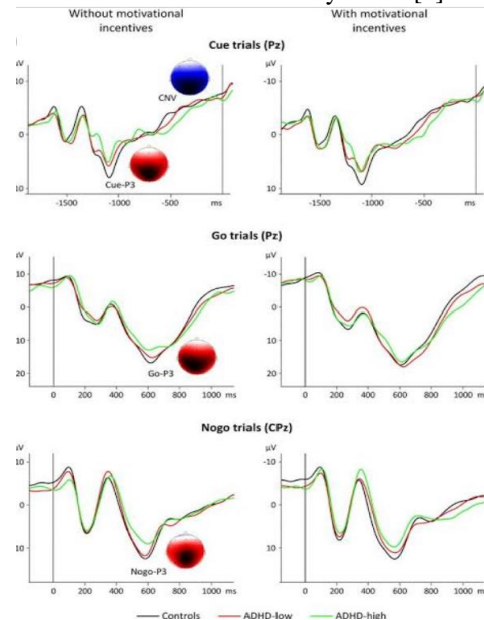 Without motivational
incentives
With motivational
incentives
Cue trials (Pz)
µV
-10
0
10
CNV
Cue-P3
-1500
-1000
-500
ms
µV
-10
0
10
-1500
-1000
-500
ms
Go trials (Pz)
µV
-10
0
10
20
Go-P3
0
200
400
600
800
1000
ms
µV
-10
0
10
20
0
200
400
600
800
1000
ms
Nogo trials (CPz)
µV
-10
0
10
Nogo-P3
0
200
400
600
800
1000
ms
µV
-10
0
10
0
200
400
600
800
1000
ms
Controls
ADHD-low
ADHD-high